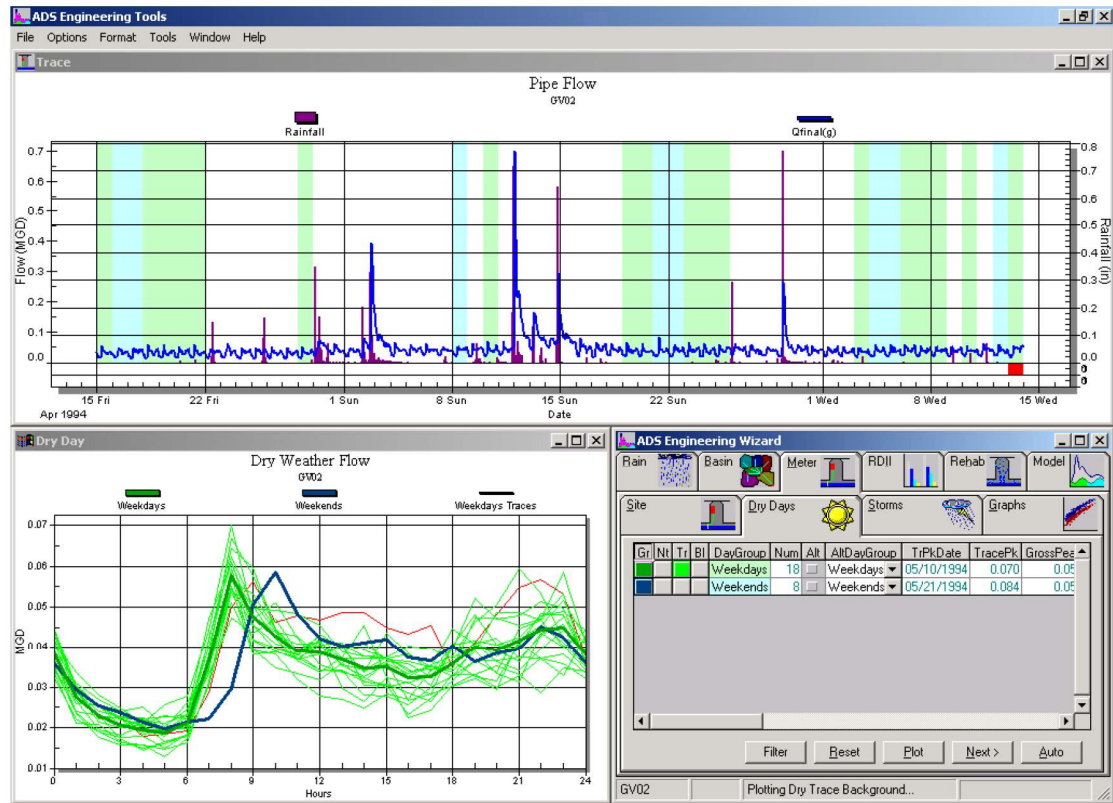 ADS Engineering Tools
File Options Format Tools Window Help
Trace
Pipe Flow
GV02
Rainfall Qfinal(g)
Flow (MGD)
0.7
0.6
0.5
0.4
0.3
0.2
0.1
0.0
0.8
0.7
0.6
0.5
0.4
0.3
0.2
0.1
0.0
0
0
Rainfall (in)
15 Fri 22 Fri 1 Sun 8 Sun 15 Sun 22 Sun 1 Wed 8 Wed 15 Wed
Apr 1994 Date
Dry Day
Dry Weather Flow
GV02
Weekdays Weekends Weekdays Traces
MGD
0.07
0.06
0.05
0.04
0.03
0.02
0.01
0 3 6 9 12 15 18 21 24
Hours
ADS Engineering Wizard
Rain Basin Meter RDII Rehab Model
Site Dry Days Storms Graphs
Gr Nt Tr Bl DayGroup Num Alt AltDayGroup TrPkDate TracePk GrossPea
Weekdays 18 Weekdays 05/10/1994 0.070 0.05
Weekends 8 Weekends 05/21/1994 0.084 0.05
Filter Reset Plot Next > Auto
GV02 Plotting Dry Trace Background...